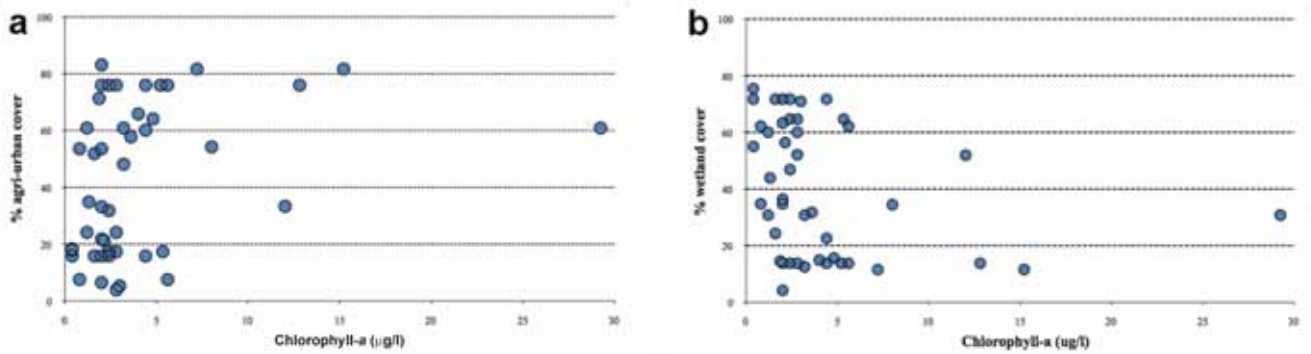 a
100
80
60
40
20
0
% agri-urban cover
0 5 10 15 20 25 30
Chlorophyll-a (µg/l)
b
100
80
60
40
20
0
% wetland cover
0 5 10 15 20 25 30
Chlorophyll-a (ug/l)